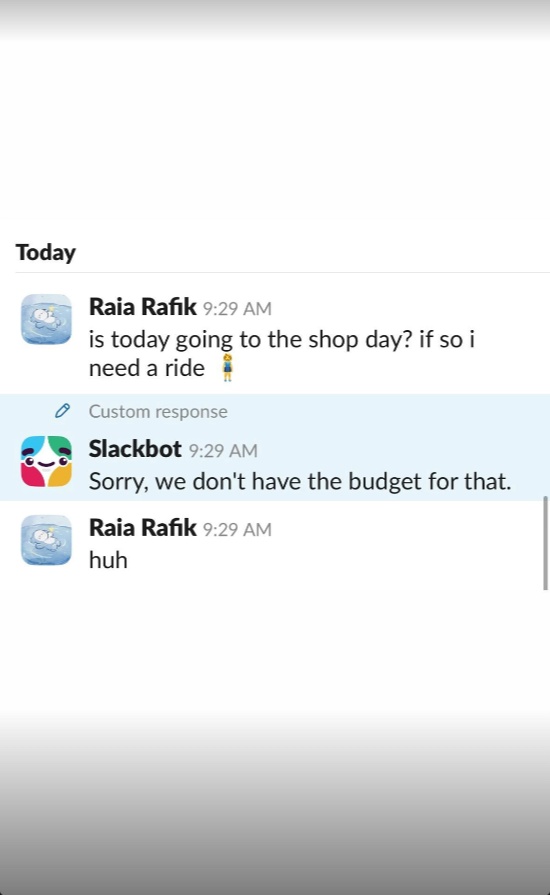 Today
Raia Rafik 9:29 AM
is today going to the shop day? if so i
need a ride 🧍‍♀️
Custom response
Slackbot 9:29 AM
Sorry, we don't have the budget for that.
Raia Rafik 9:29 AM
huh